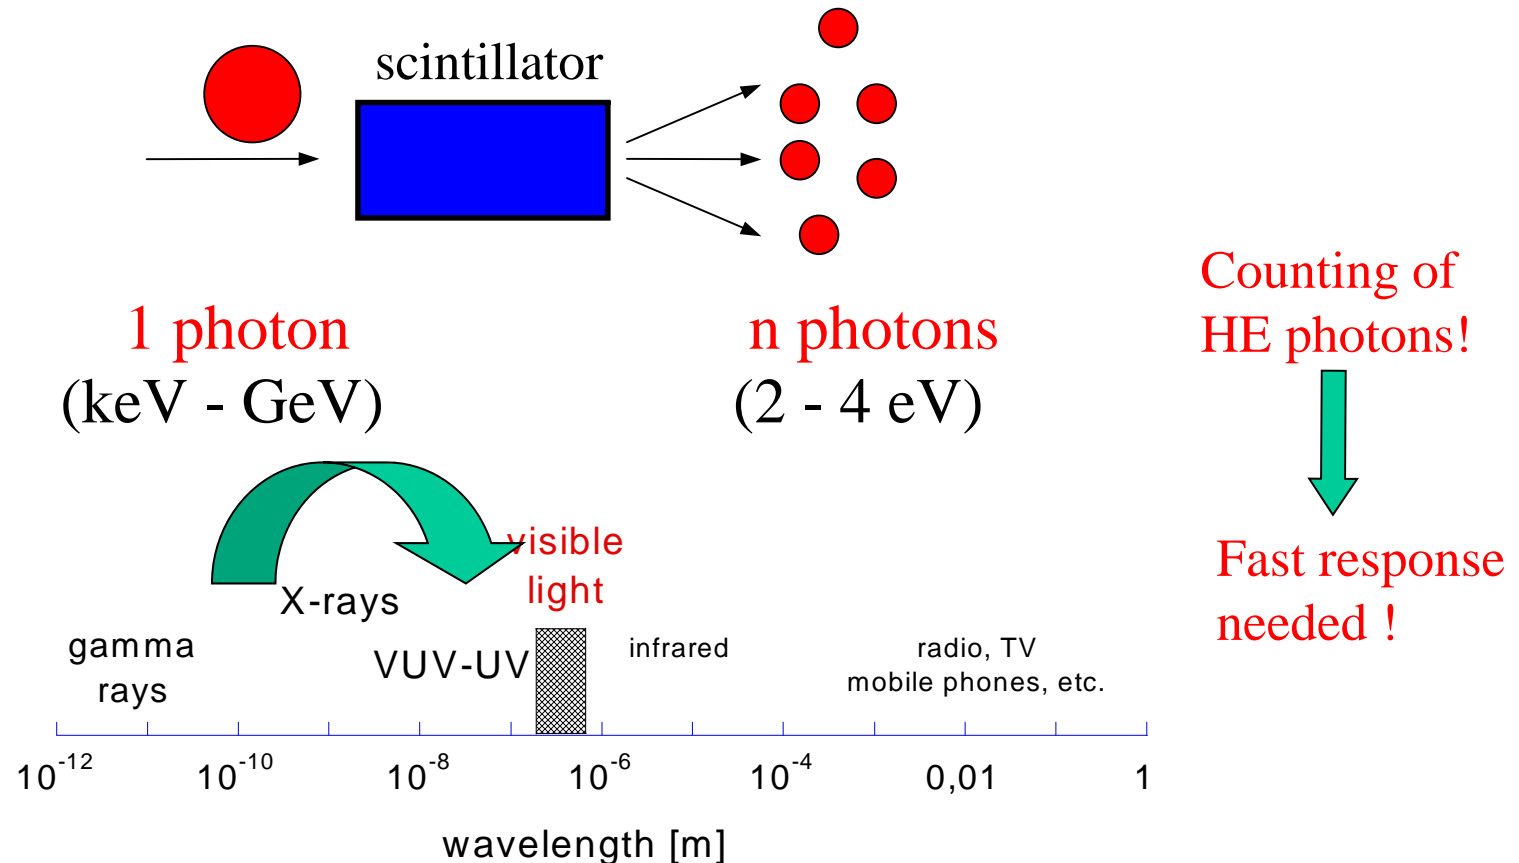 scintillator
1 photon
(keV - GeV)
n photons
(2 - 4 eV)
Counting of
HE photons!
Fast response
needed !
visible
light
X-rays
gamma
rays
VUV-UV
infrared
radio, TV
mobile phones, etc.
10⁻¹² 10⁻¹⁰ 10⁻⁸ 10⁻⁶ 10⁻⁴ 0,01 1
wavelength [m]